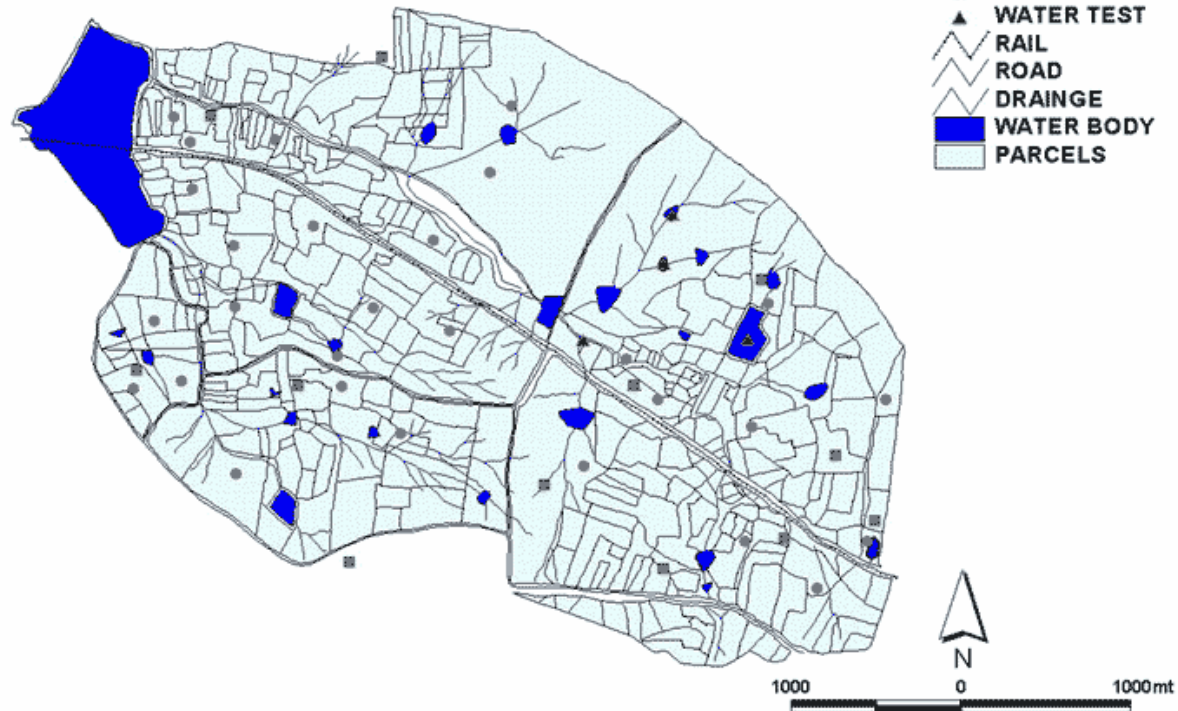 WATER TEST
RAIL
ROAD
DRAINGE
WATER BODY
PARCELS
N
1000 0 1000mt